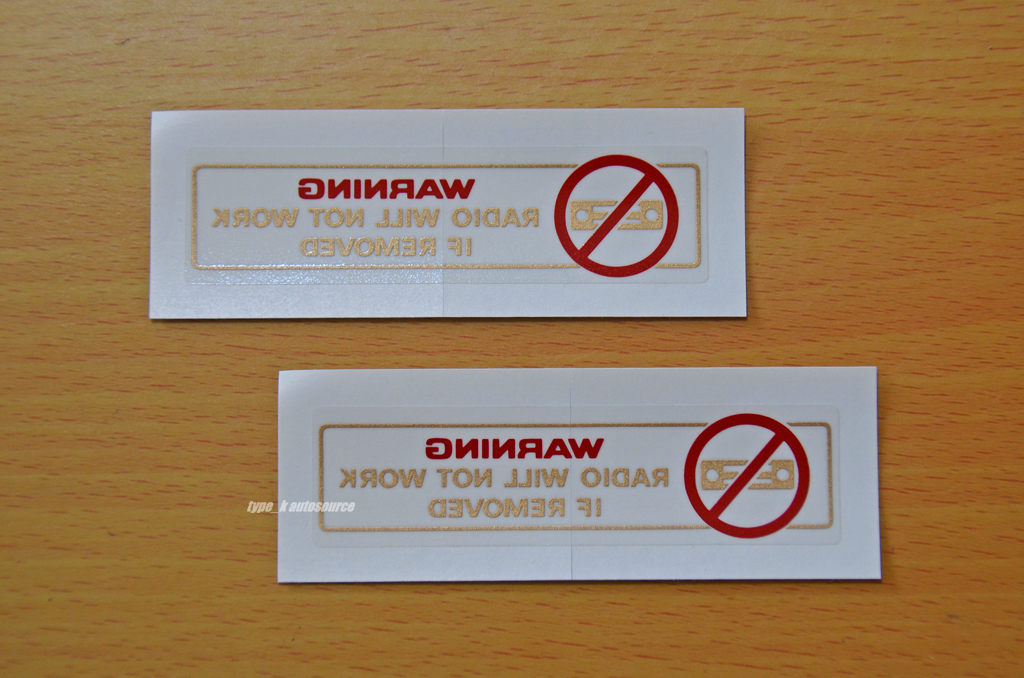 WARNING
RADIO WILL NOT WORK
IF REMOVED
WARNING
RADIO WILL NOT WORK
IF REMOVED
type_k autosource